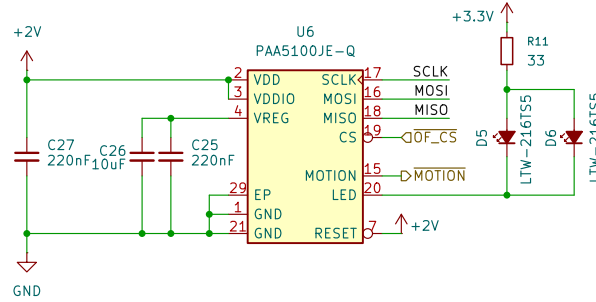 +3.3V
+2V
U6
PAA5100JE-Q
R11
33
2 VDD SCLK 17 SCLK
3 VDDIO MOSI 16 MOSI
4 VREG MISO 18 MISO
CS 19 OF_CS
C27
220nF
C26
10uF
C25
220nF
D5
LTW-216TS5
D6
LTW-216TS5
MOTION 15 MOTION
29 EP LED 20
1 GND
21 GND RESET 7 +2V
GND